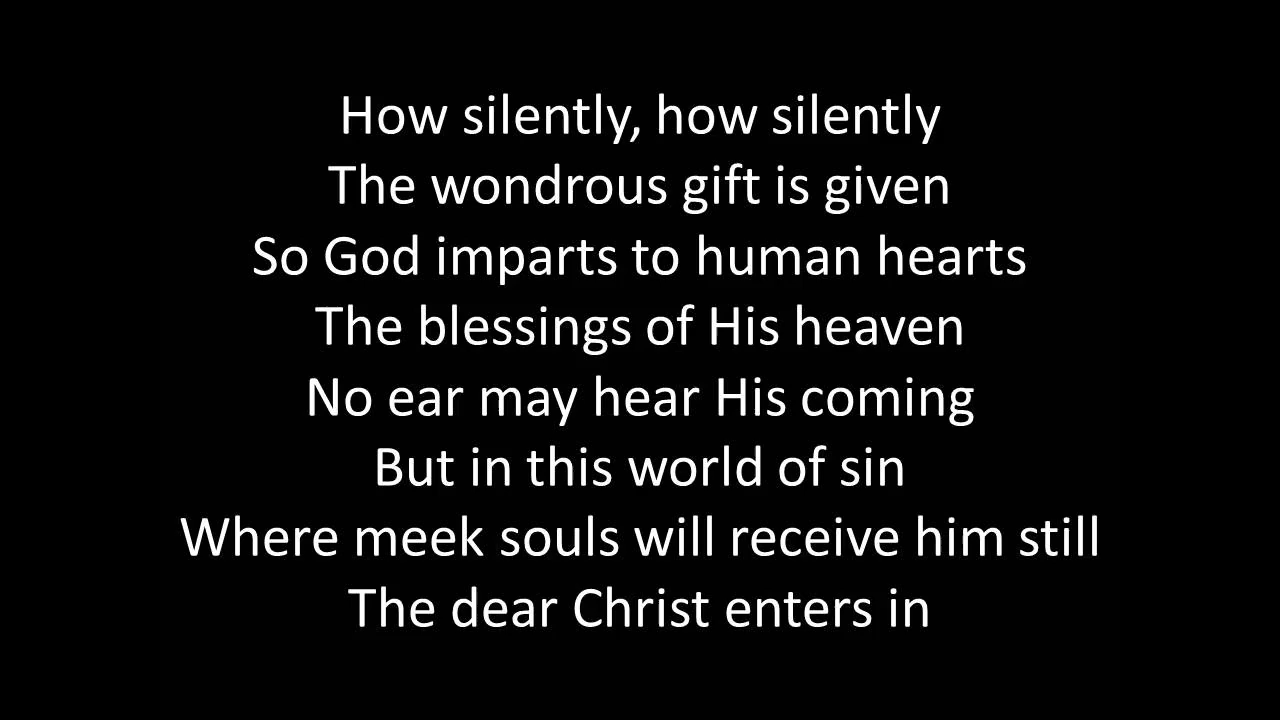 How silently, how silently
The wondrous gift is given
So God imparts to human hearts
The blessings of His heaven
No ear may hear His coming
But in this world of sin
Where meek souls will receive him still
The dear Christ enters in